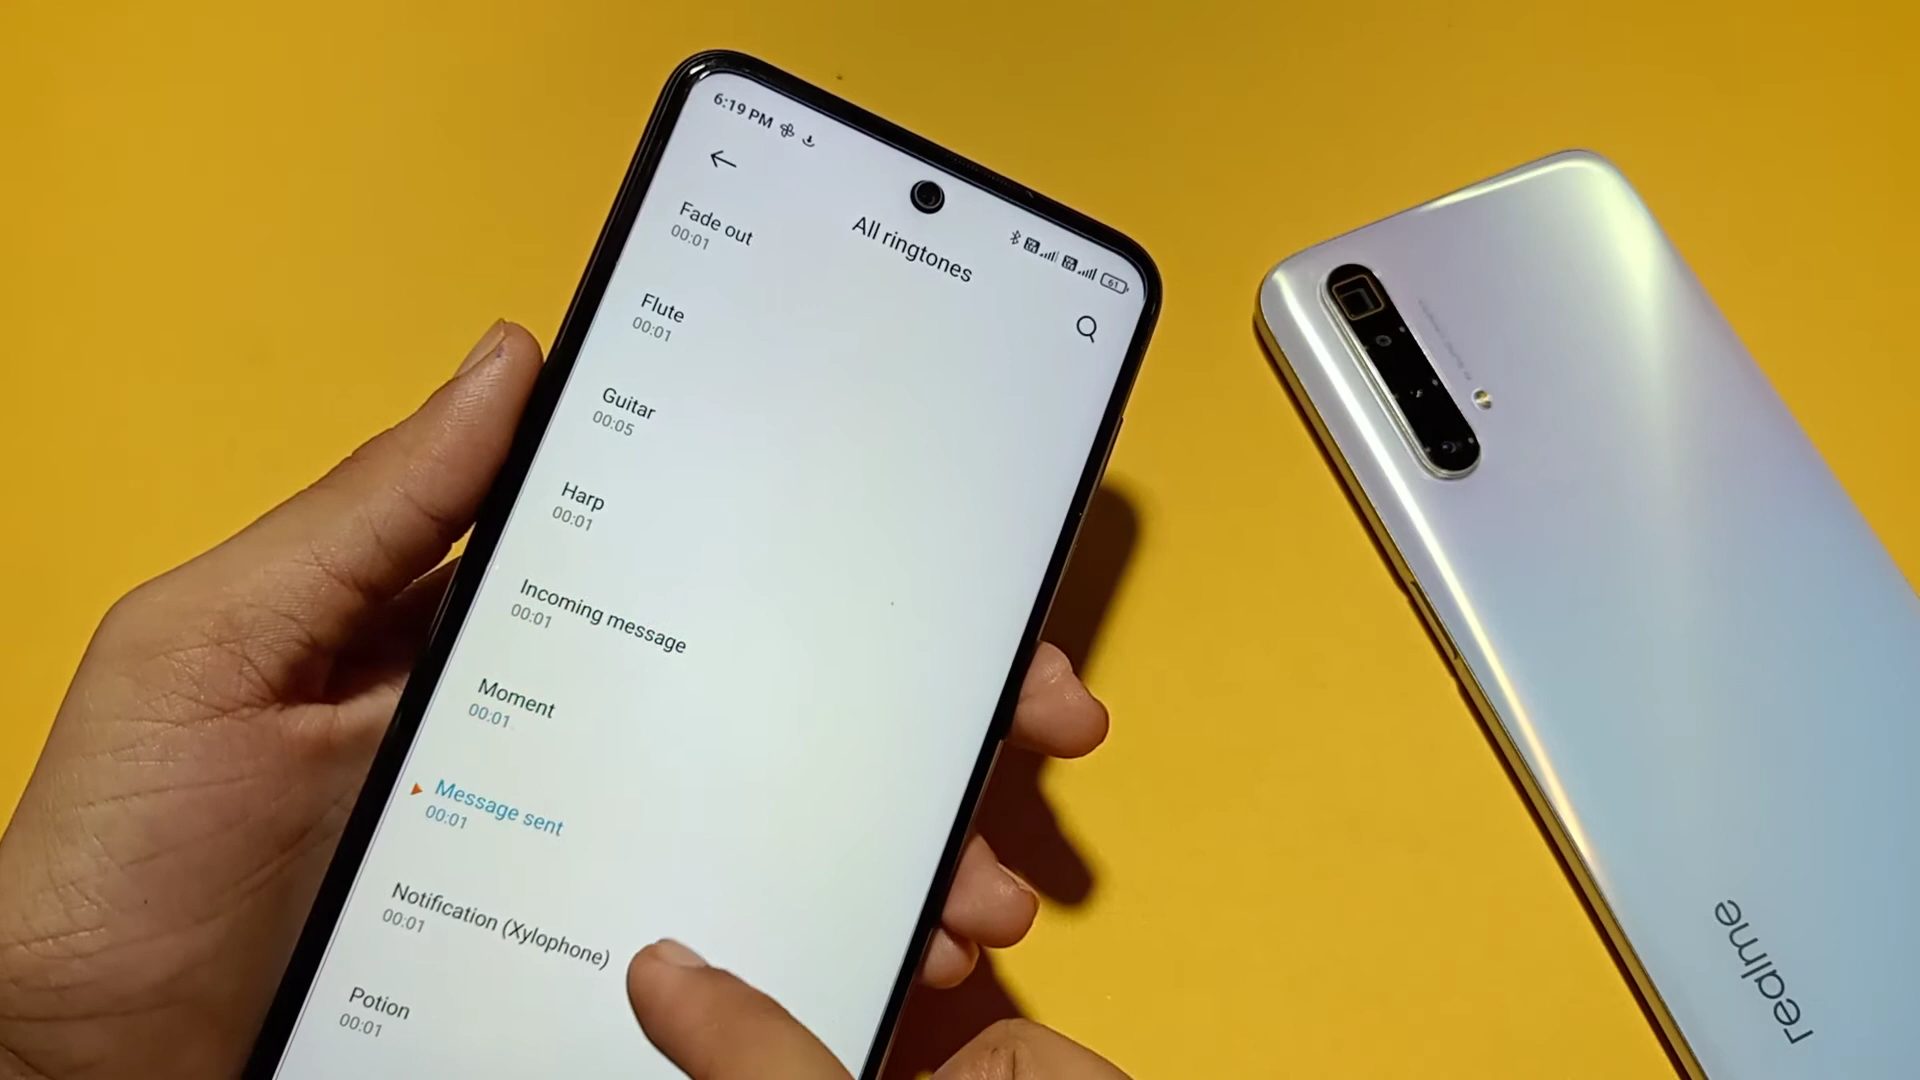 6:19 PM
61
All ringtones
Fade out
00:01
Flute
00:01
Guitar
00:05
Harp
00:01
Incoming message
00:01
Moment
00:01
Message sent
00:01
Notification (Xylophone)
00:01
Potion
00:01
realme